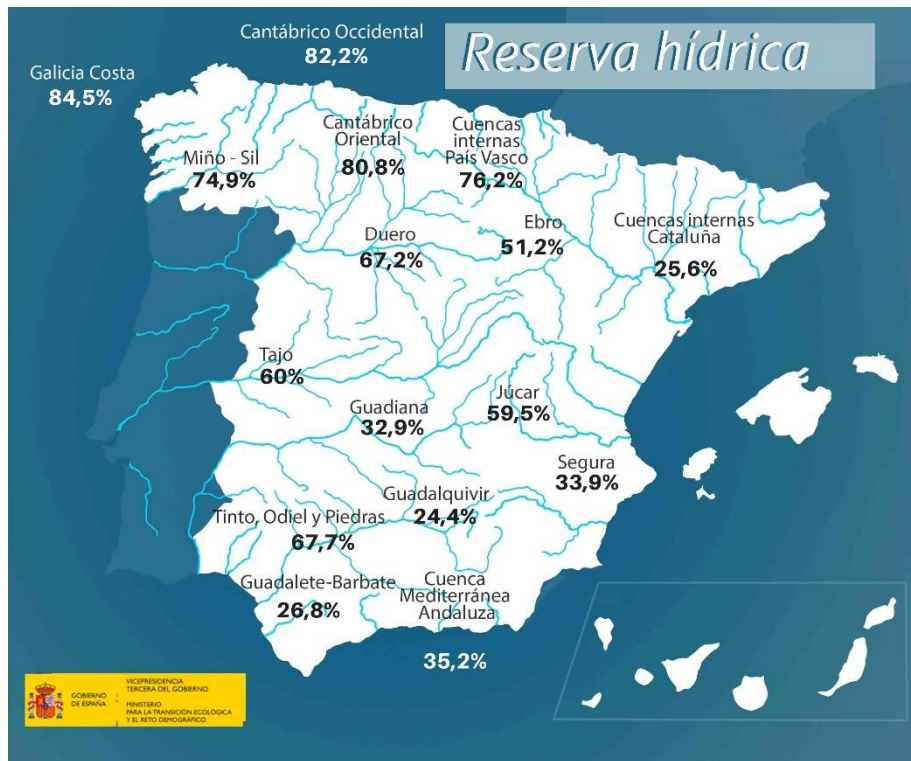 Cantábrico Occidental
82,2%
Reserva hídrica
Galicia Costa
84,5%
Cantábrico
Oriental
80,8%
Cuencas
internas
País Vasco
76,2%
Miño - Sil
74,9%
Duero
67,2%
Ebro
51,2%
Cuencas internas
Cataluña
25,6%
Tajo
60%
Guadiana
32,9%
Júcar
59,5%
Segura
33,9%
Guadalquivir
24,4%
Tinto, Odiel y Piedras
67,7%
Guadalete-Barbate
26,8%
Cuenca
Mediterránea
Andaluza
35,2%
GOBIERNO
DE ESPAÑA
VICEPRESIDENCIA
TERCERA DEL GOBIERNO
MINISTERIO
PARA LA TRANSICIÓN ECOLÓGICA
Y EL RETO DEMOGRÁFICO